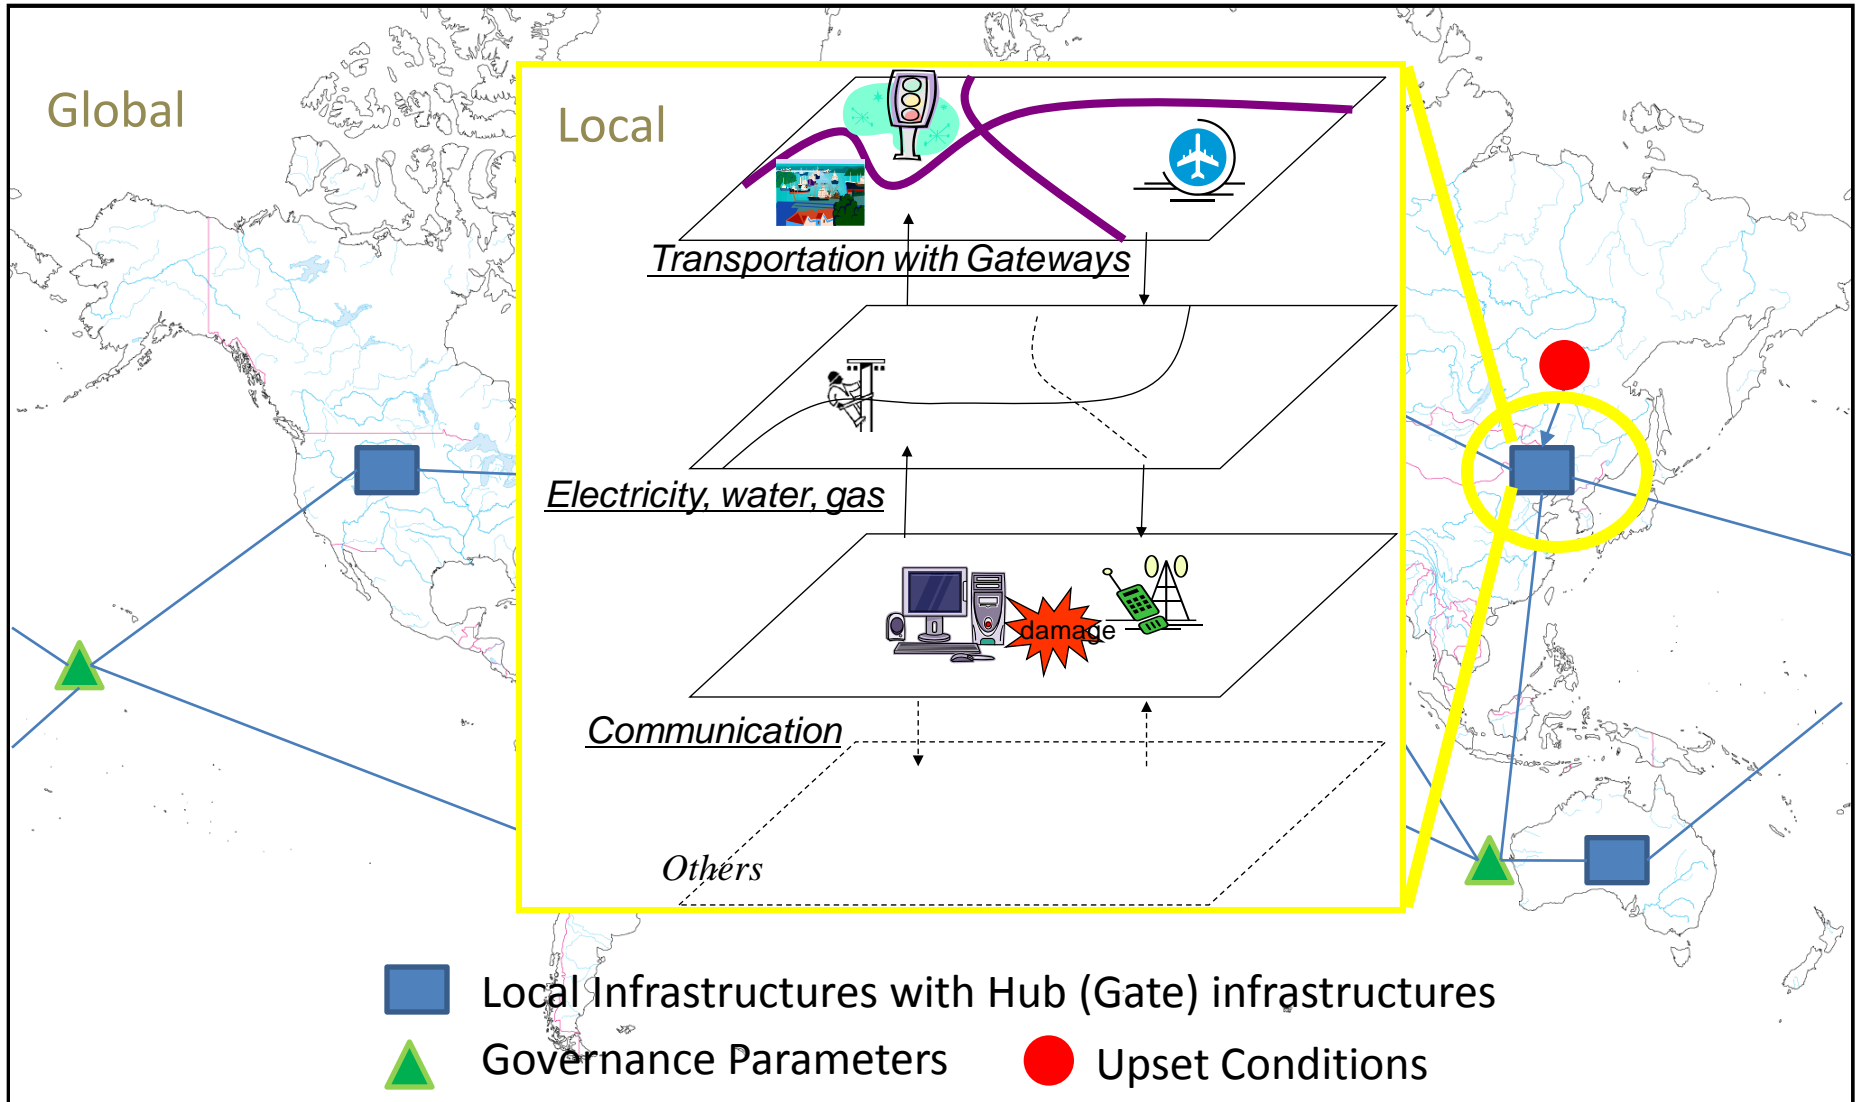 Global
Local
Transportation with Gateways
Electricity, water, gas
damage
Communication
Others
Local Infrastructures with Hub (Gate) infrastructures
Governance Parameters
Upset Conditions